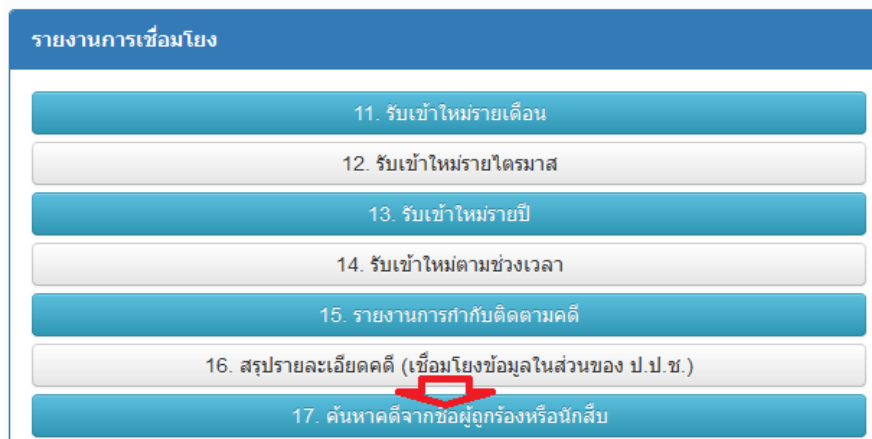 รายงานการเชื่อมโยง
11. รับเข้าใหม่รายเดือน
12. รับเข้าใหม่รายไตรมาส
13. รับเข้าใหม่รายปี
14. รับเข้าใหม่ตามช่วงเวลา
15. รายงานการกำกับติดตามคดี
16. สรุปรายละเอียดคดี (เชื่อมโยงข้อมูลในส่วนของ ป.ป.ช.)
17. ค้นหาคดีจากชื่อผู้ถูกร้องหรือนักสืบ